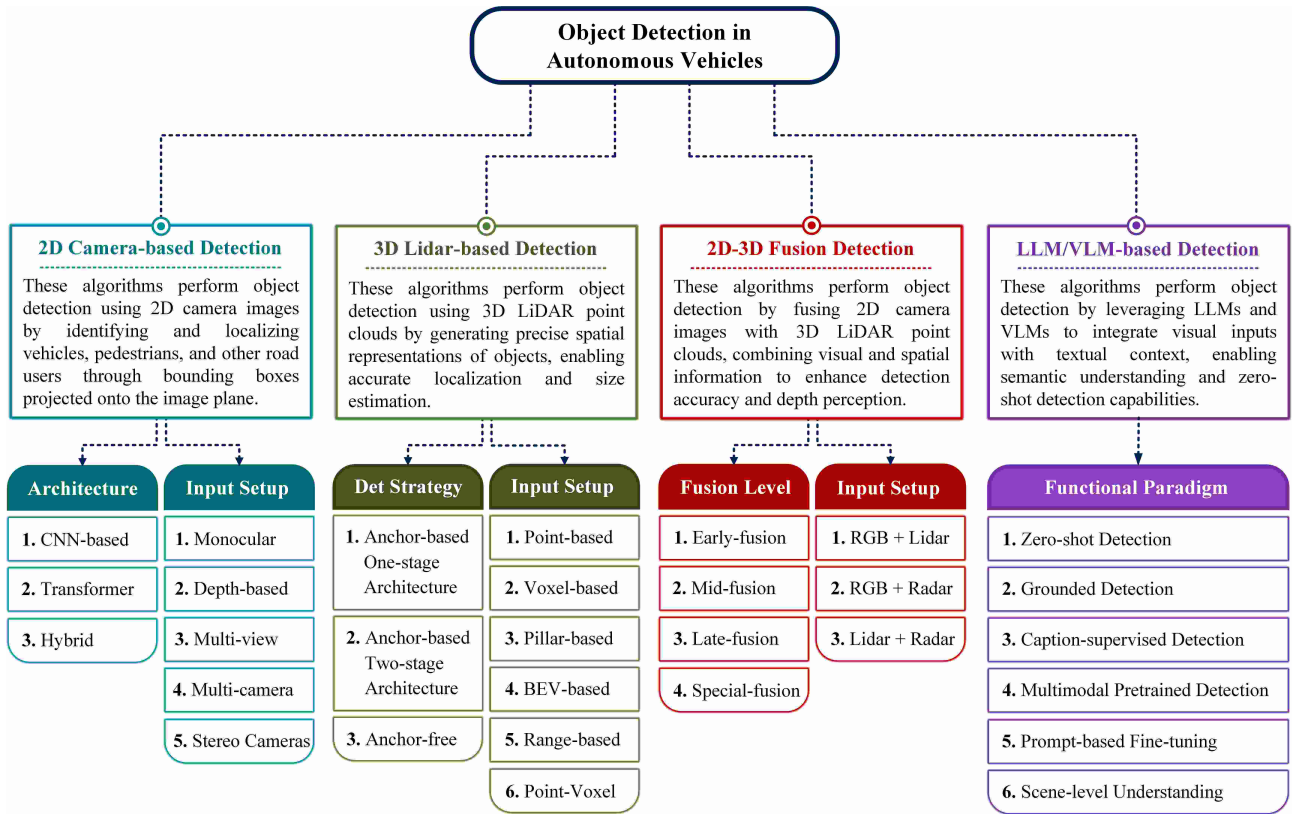 Object Detection in
Autonomous Vehicles
2D Camera-based Detection
These algorithms perform object
detection using 2D camera images
by identifying and localizing
vehicles, pedestrians, and other road
users through bounding boxes
projected onto the image plane.
3D Lidar-based Detection
These algorithms perform object
detection using 3D LiDAR point
clouds by generating precise spatial
representations of objects, enabling
accurate localization and size
estimation.
2D-3D Fusion Detection
These algorithms perform object
detection by fusing 2D camera
images with 3D LiDAR point
clouds, combining visual and spatial
information to enhance detection
accuracy and depth perception.
LLM/VLM-based Detection
These algorithms perform object
detection by leveraging LLMs and
VLMs to integrate visual inputs
with textual context, enabling
semantic understanding and zero-
shot detection capabilities.
Architecture
1. CNN-based
2. Transformer
3. Hybrid
Input Setup
1. Monocular
2. Depth-based
3. Multi-view
4. Multi-camera
5. Stereo Cameras
Det Strategy
1. Anchor-based
One-stage
Architecture
2. Anchor-based
Two-stage
Architecture
3. Anchor-free
Input Setup
1. Point-based
2. Voxel-based
3. Pillar-based
4. BEV-based
5. Range-based
6. Point-Voxel
Fusion Level
1. Early-fusion
2. Mid-fusion
3. Late-fusion
4. Special-fusion
Input Setup
1. RGB + Lidar
2. RGB + Radar
3. Lidar + Radar
Functional Paradigm
1. Zero-shot Detection
2. Grounded Detection
3. Caption-supervised Detection
4. Multimodal Pretrained Detection
5. Prompt-based Fine-tuning
6. Scene-level Understanding